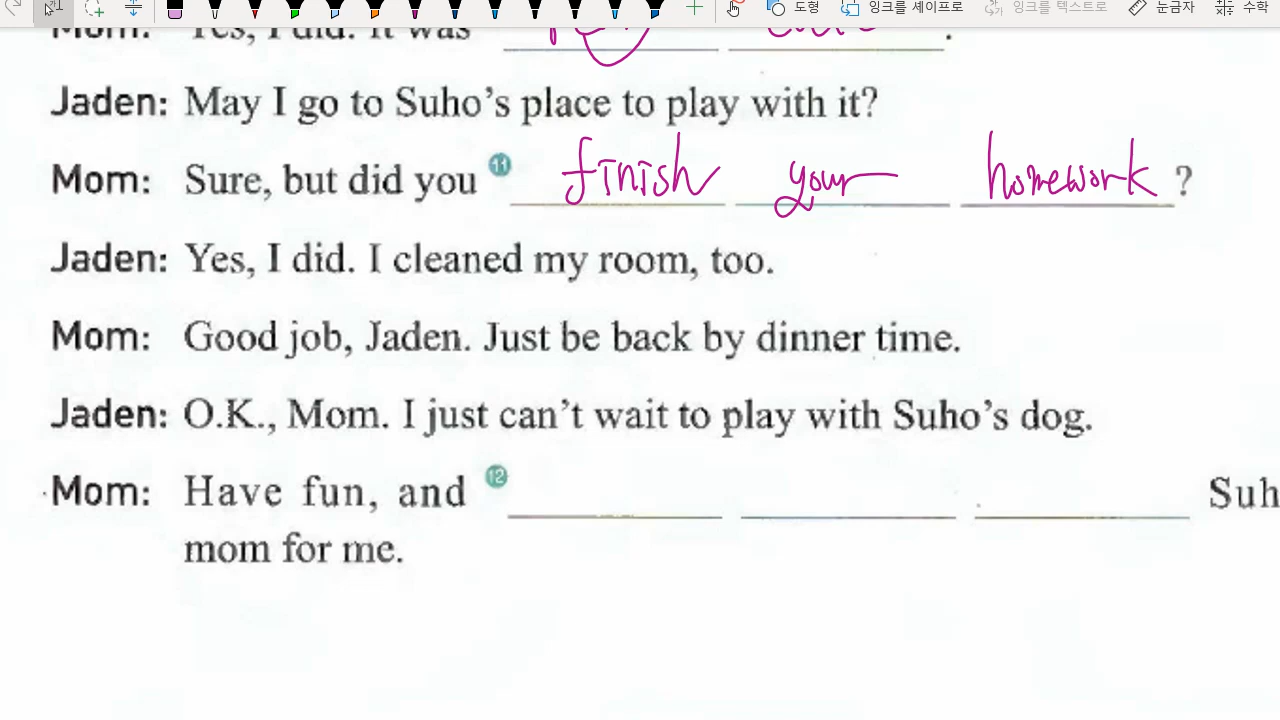 도형 잉크를 셰이프로 잉크를 텍스트로 눈금자 수학
Mom: Yes, I did. It was .
Jaden: May I go to Suho's place to play with it?
Mom: Sure, but did you 11 finish your homework ?
Jaden: Yes, I did. I cleaned my room, too.
Mom: Good job, Jaden. Just be back by dinner time.
Jaden: O.K., Mom. I just can't wait to play with Suho's dog.
Mom: Have fun, and 12 Suh
mom for me.